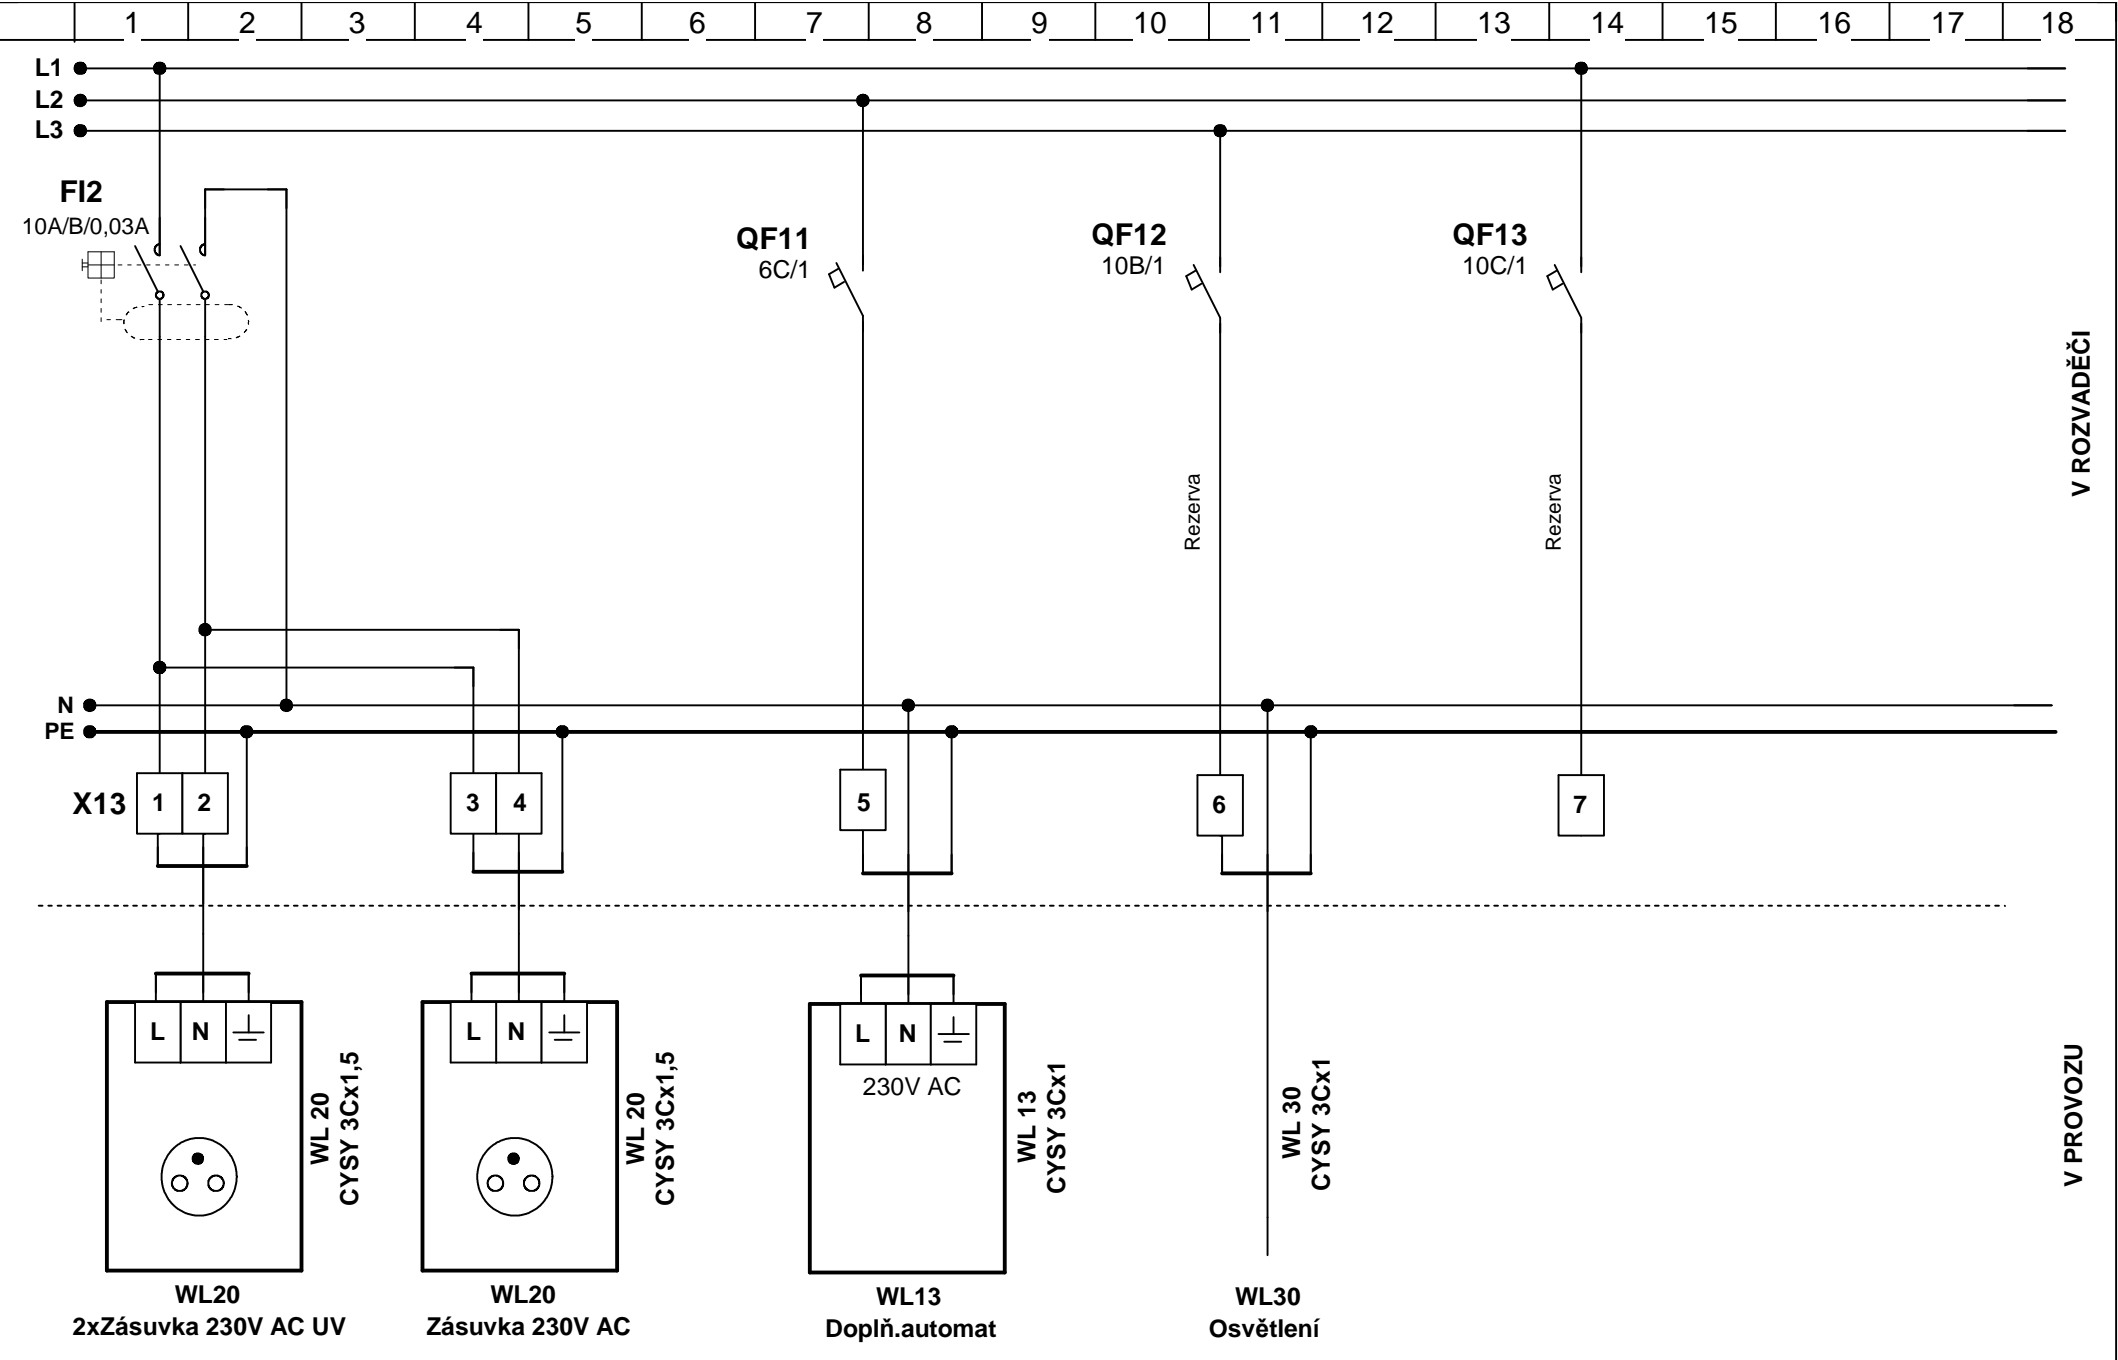 1 2 3 4 5 6 7 8 9 10 11 12 13 14 15 16 17 18
L1
L2
L3
FI2
10A/B/0,03A
QF11
6C/1
QF12
10B/1
QF13
10C/1
V ROZVADĚČI
Rezerva
Rezerva
N
PE
X13 1 2 3 4 5 6 7
L N
L N
L N
230V AC
WL 20
CYSY 3Cx1,5
WL 20
CYSY 3Cx1,5
WL 13
CYSY 3Cx1
WL 30
CYSY 3Cx1
V PROVOZU
WL20
2xZásuvka 230V AC UV
WL20
Zásuvka 230V AC
WL13
Doplň.automat
WL30
Osvětlení